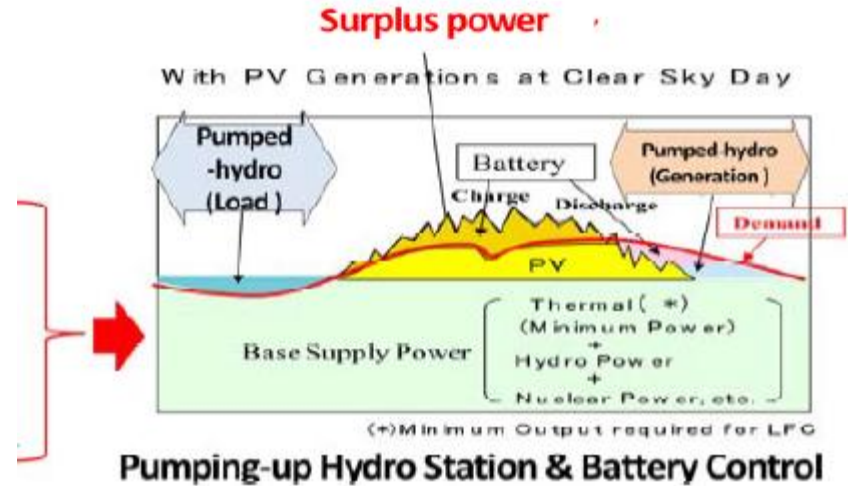 Surplus power
With PV Generations at Clear Sky Day
Pumped
-hydro
(Load)
Battery
Pumped-hydro
(Generation)
Charge
Discharge
Demand
PV
Base Supply Power
Thermal(*)
(Minimum Power)
+
Hydro Power
+
Nuclear Power, etc.
(*)Minimum Output required for LFC
Pumping-up Hydro Station & Battery Control